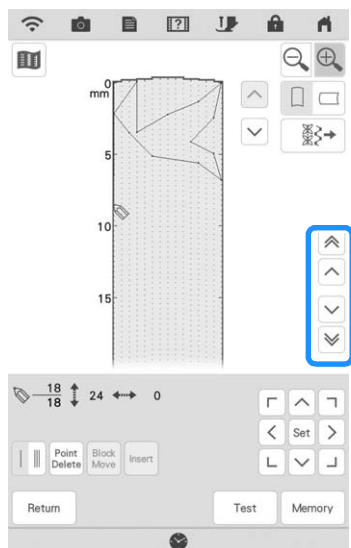 0
mm
5
10
15
18
18
24
0
Point
Delete
Block
Move
Insert
Set
Return
Test
Memory